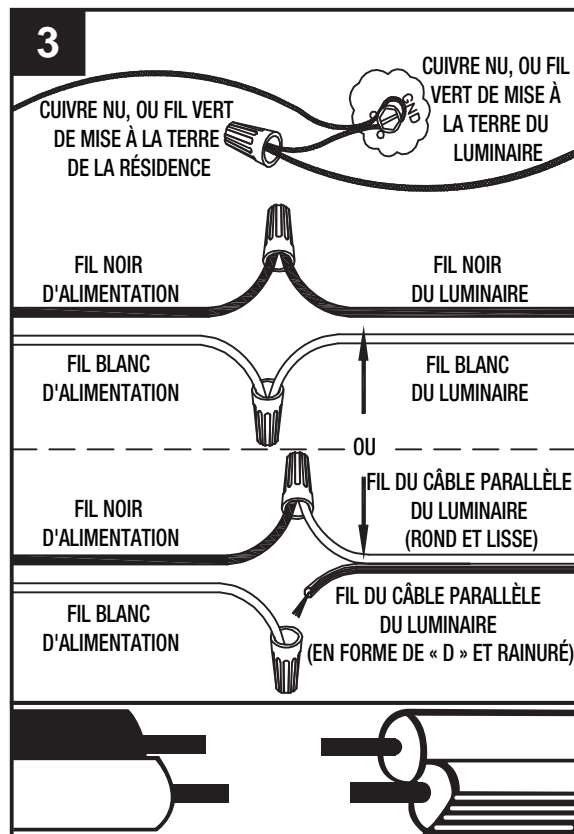 3
CUIVRE NU, OU FIL VERT
DE MISE À LA TERRE
DE LA RÉSIDENCE
GND
CUIVRE NU, OU FIL
VERT DE MISE À
LA TERRE DU
LUMINAIRE
FIL NOIR
D'ALIMENTATION
FIL NOIR
DU LUMINAIRE
FIL BLANC
D'ALIMENTATION
FIL BLANC
DU LUMINAIRE
OU
FIL NOIR
D'ALIMENTATION
FIL DU CÂBLE PARALLÈLE
DU LUMINAIRE
(ROND ET LISSE)
FIL BLANC
D'ALIMENTATION
FIL DU CÂBLE PARALLÈLE
DU LUMINAIRE
(EN FORME DE « D » ET RAINURÉ)